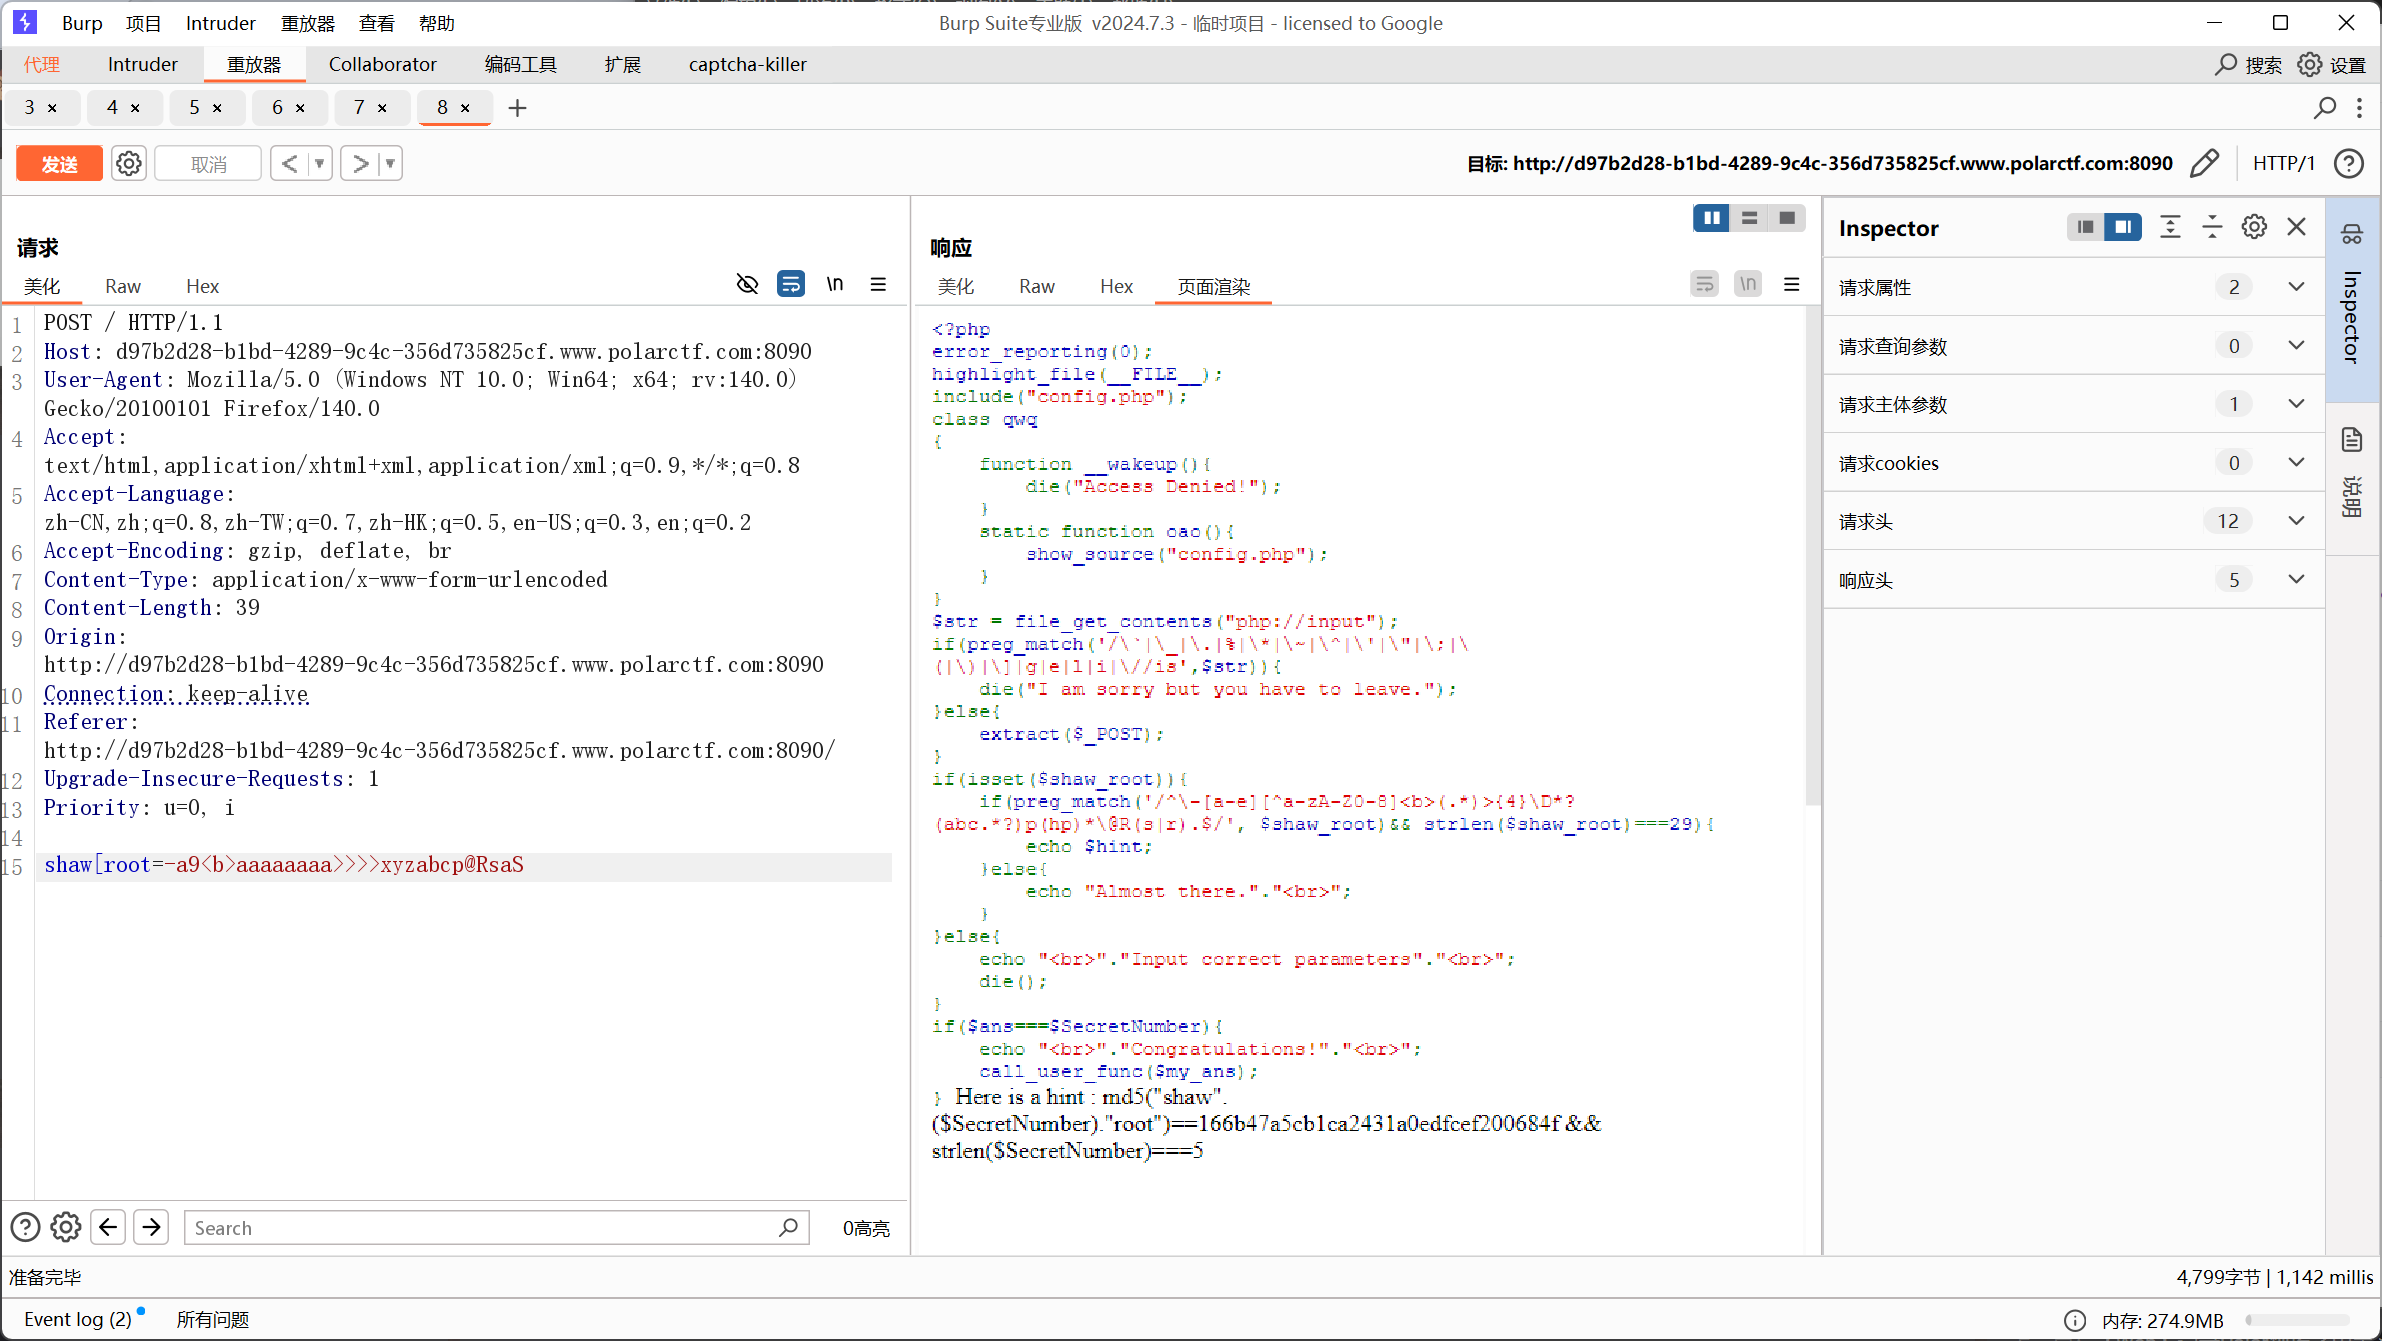 Burp 项目 Intruder 重放器 查看 帮助 Burp Suite专业版 v2024.7.3 - 临时项目 - licensed to Google
代理 Intruder 重放器 Collaborator 编码工具 扩展 captcha-killer 搜索 设置
3 × 4 × 5 × 6 × 7 × 8 × +
发送 取消 < > 目标: http://d97b2d28-b1bd-4289-9c4c-356d735825cf.www.polarctf.com:8090 HTTP/1
请求
美化 Raw Hex \n
1 POST / HTTP/1.1
2 Host: d97b2d28-b1bd-4289-9c4c-356d735825cf.www.polarctf.com:8090
3 User-Agent: Mozilla/5.0 (Windows NT 10.0; Win64; x64; rv:140.0)
Gecko/20100101 Firefox/140.0
4 Accept:
text/html,application/xhtml+xml,application/xml;q=0.9,*/*;q=0.8
5 Accept-Language:
zh-CN,zh;q=0.8,zh-TW;q=0.7,zh-HK;q=0.5,en-US;q=0.3,en;q=0.2
6 Accept-Encoding: gzip, deflate, br
7 Content-Type: application/x-www-form-urlencoded
8 Content-Length: 39
9 Origin:
http://d97b2d28-b1bd-4289-9c4c-356d735825cf.www.polarctf.com:8090
10 Connection: keep-alive
11 Referer:
http://d97b2d28-b1bd-4289-9c4c-356d735825cf.www.polarctf.com:8090/
12 Upgrade-Insecure-Requests: 1
13 Priority: u=0, i
14
15 shaw[root=-a9<b>aaaaaaaa>>>>xyzabcp@RsaS
Search 0高亮
响应
美化 Raw Hex 页面渲染 \n
<?php
error_reporting(0);
highlight_file(__FILE__);
include("config.php");
class qwq
{
function __wakeup(){
die("Access Denied!");
}
static function oao(){
show_source("config.php");
}
}
$str = file_get_contents("php://input");
if(preg_match('/\`|\_|\.|%|\*|\~|\^|\'|\"|\;|\
(|\)|\]|g|e|l|i|\//is',$str)){
die("I am sorry but you have to leave.");
}else{
extract($_POST);
}
if(isset($shaw_root)){
if(preg_match('/^\-[a-e][^a-zA-Z0-8]<b>(.*)>{4}\D*?
(abc.*?)p(hp)*\@R(s|r).$/', $shaw_root)&& strlen($shaw_root)===29){
echo $hint;
}else{
echo "Almost there."."<br>";
}
}else{
echo "<br>"."Input correct parameters"."<br>";
die();
}
if($ans===$SecretNumber){
echo "<br>"."Congratulations!"."<br>";
call_user_func($my_ans);
} Here is a hint : md5("shaw".
($SecretNumber)."root")==166b47a5cb1ca2431a0edfcef200684f &&
strlen($SecretNumber)===5
Inspector
请求属性 2
请求查询参数 0
请求主体参数 1
请求cookies 0
请求头 12
响应头 5
Inspector
说明
准备完毕 4,799字节 | 1,142 millis
Event log (2) 所有问题 内存: 274.9MB